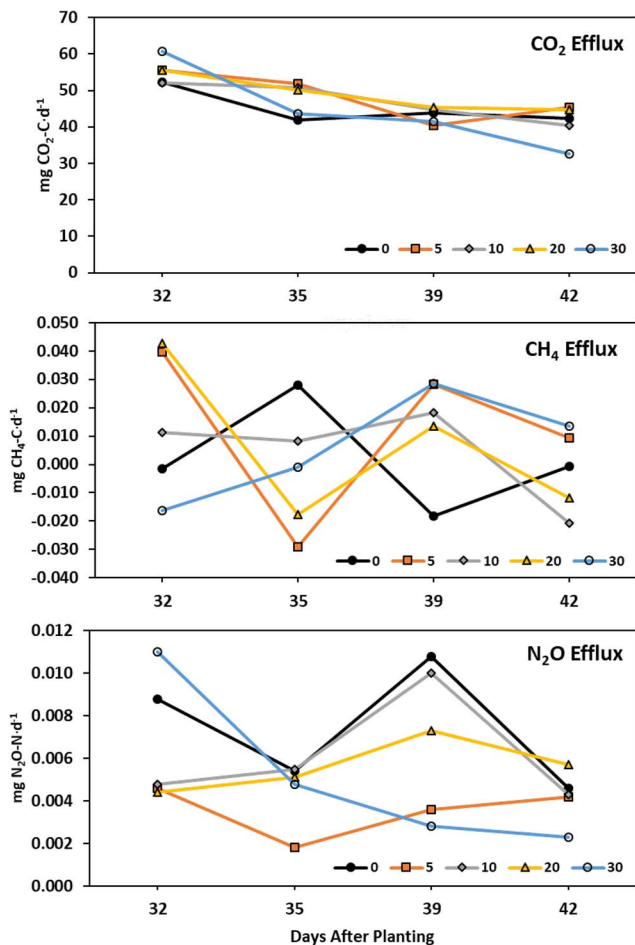 CO₂ Efflux
70
60
50
40
30
20
10
0
mg CO₂-C·d⁻¹
0 5 10 20 30
32 35 39 42
CH₄ Efflux
0.050
0.040
0.030
0.020
0.010
0.000
-0.010
-0.020
-0.030
-0.040
mg CH₄-C·d⁻¹
0 5 10 20 30
32 35 39 42
N₂O Efflux
0.012
0.010
0.008
0.006
0.004
0.002
0.000
mg N₂O-N·d⁻¹
0 5 10 20 30
32 35 39 42
Days After Planting